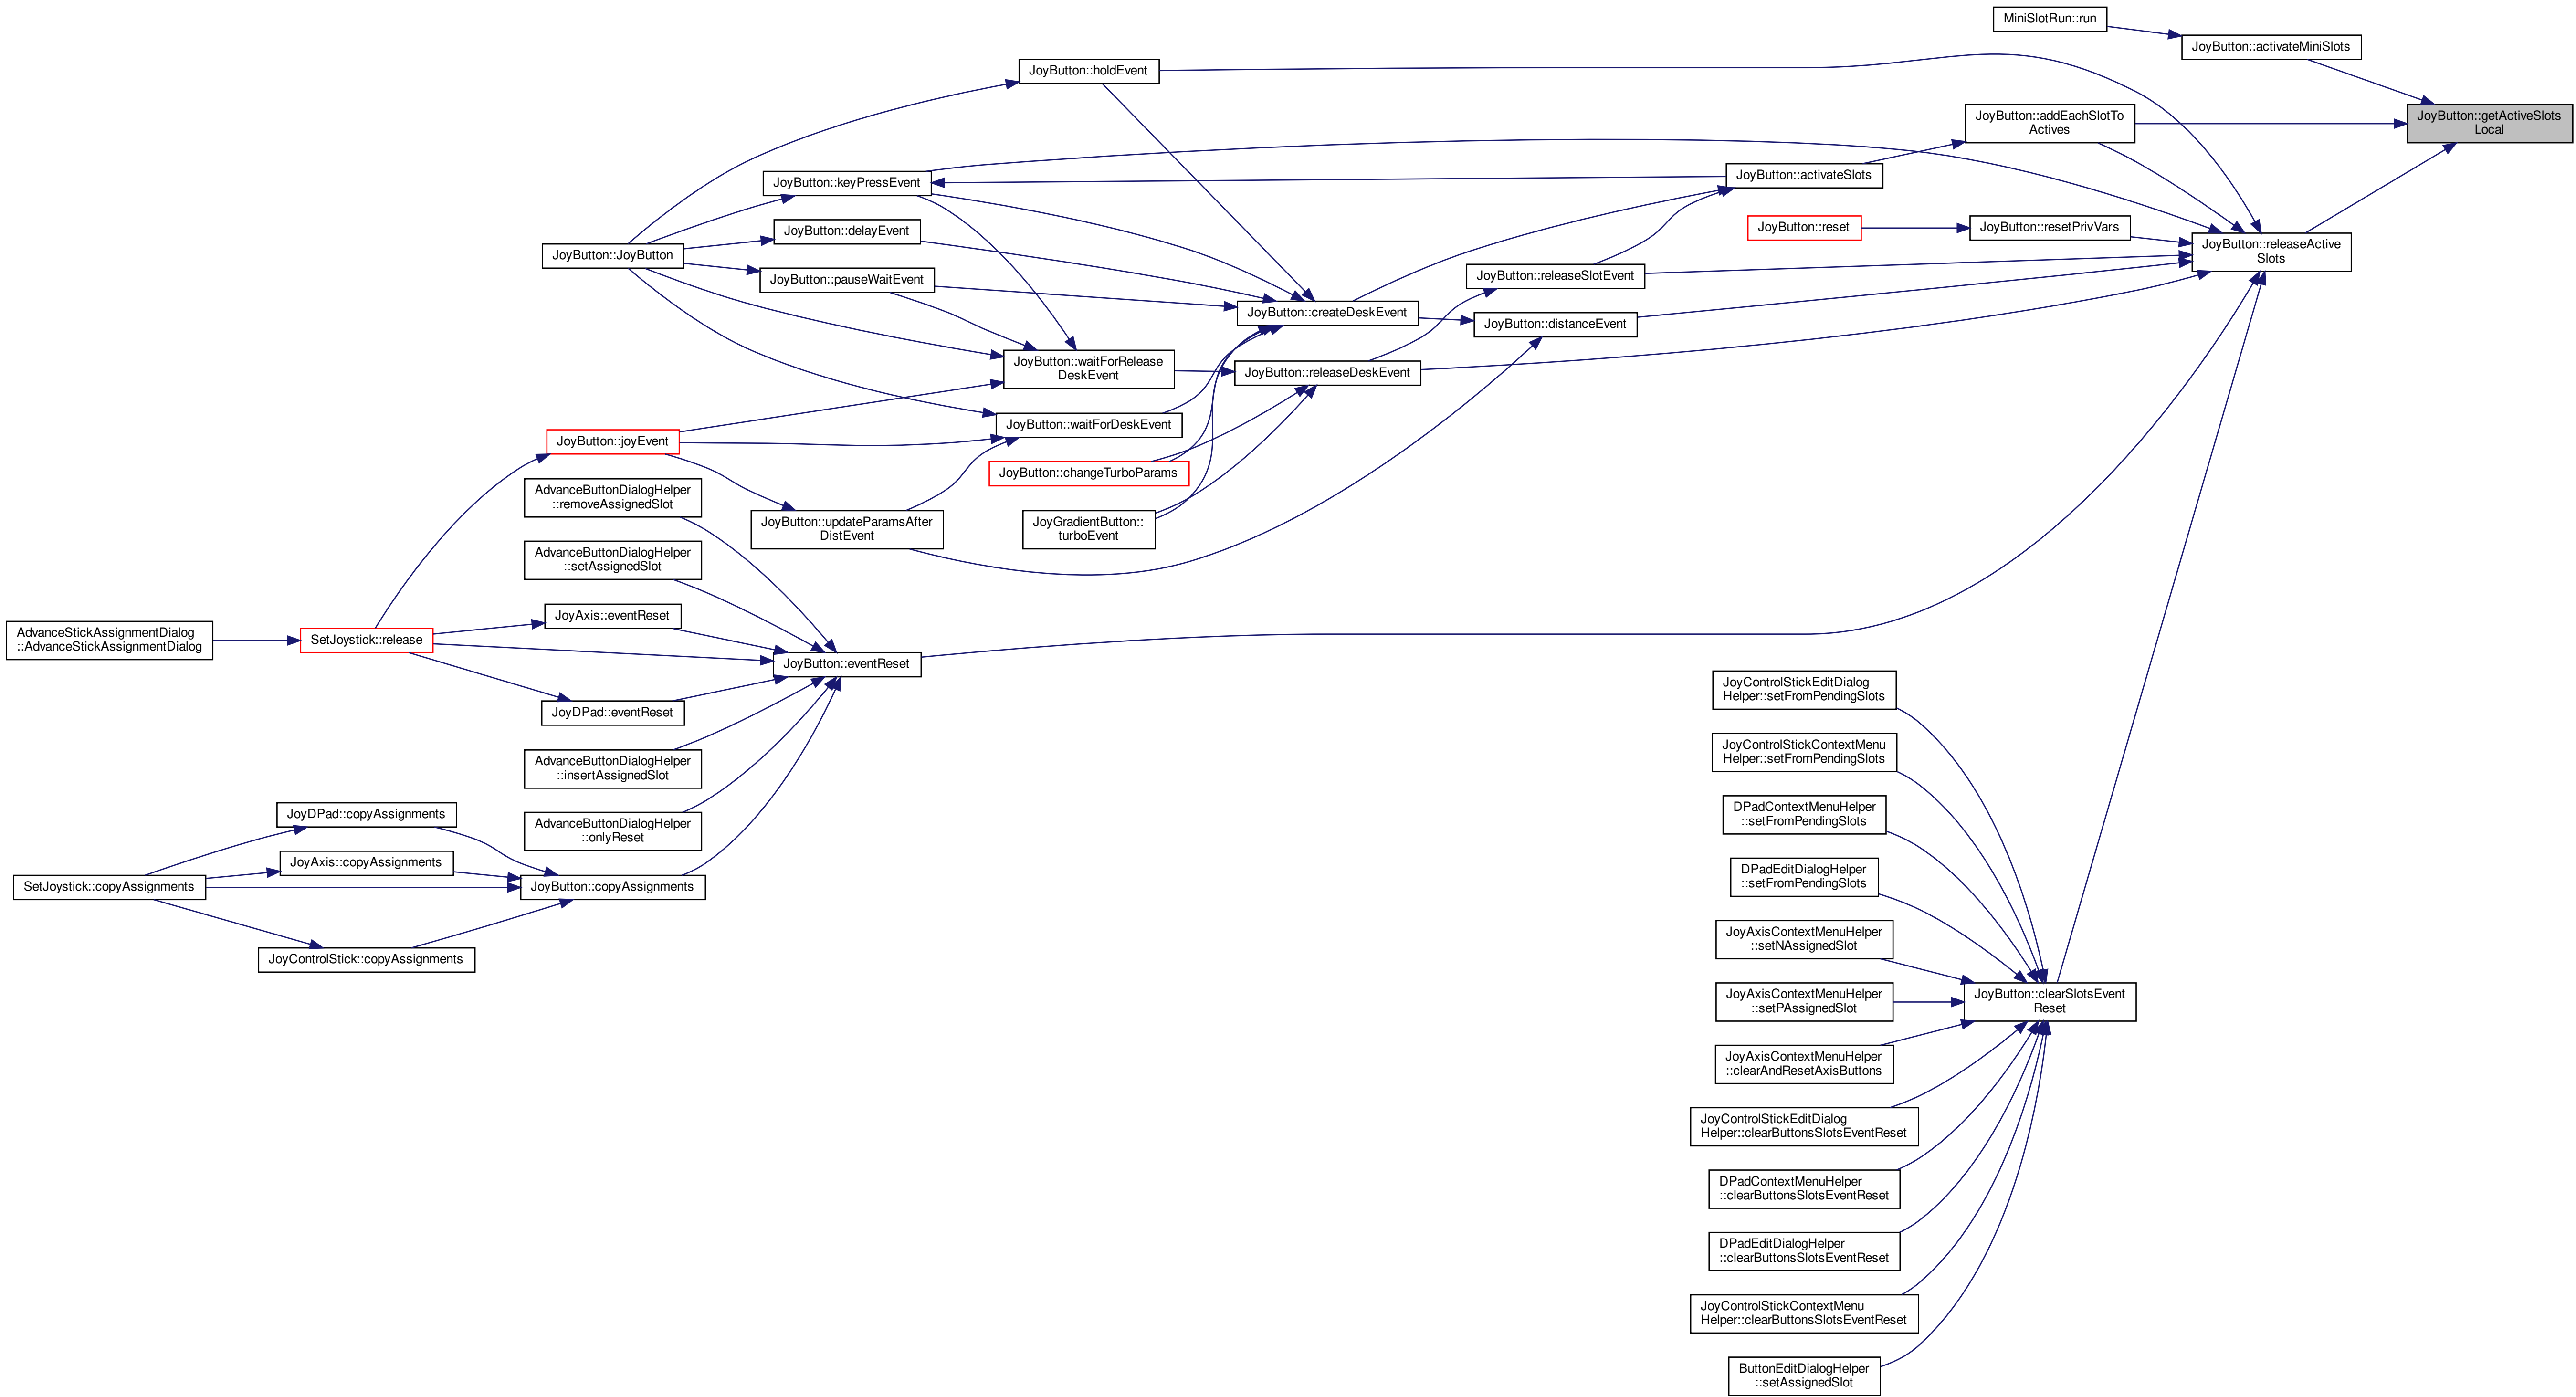 MiniSlotRun::run
JoyButton::activateMiniSlots
JoyButton::holdEvent
JoyButton::getActiveSlots
Local
JoyButton::addEachSlotTo
Actives
JoyButton::activateSlots
JoyButton::keyPressEvent
JoyButton::delayEvent
JoyButton::reset
JoyButton::resetPrivVars
JoyButton::releaseActive
Slots
JoyButton::JoyButton
JoyButton::pauseWaitEvent
JoyButton::releaseSlotEvent
JoyButton::createDeskEvent
JoyButton::distanceEvent
JoyButton::waitForRelease
DeskEvent
JoyButton::releaseDeskEvent
JoyButton::waitForDeskEvent
JoyButton::joyEvent
JoyButton::changeTurboParams
AdvanceButtonDialogHelper
::removeAssignedSlot
JoyButton::updateParamsAfter
DistEvent
JoyGradientButton::
turboEvent
AdvanceButtonDialogHelper
::setAssignedSlot
JoyAxis::eventReset
AdvanceStickAssignmentDialog
::AdvanceStickAssignmentDialog
SetJoystick::release
JoyButton::eventReset
JoyDPad::eventReset
JoyControlStickEditDialog
Helper::setFromPendingSlots
AdvanceButtonDialogHelper
::insertAssignedSlot
JoyControlStickContextMenu
Helper::setFromPendingSlots
JoyDPad::copyAssignments
AdvanceButtonDialogHelper
::onlyReset
DPadContextMenuHelper
::setFromPendingSlots
JoyAxis::copyAssignments
SetJoystick::copyAssignments
JoyButton::copyAssignments
DPadEditDialogHelper
::setFromPendingSlots
JoyControlStick::copyAssignments
JoyAxisContextMenuHelper
::setNAssignedSlot
JoyAxisContextMenuHelper
::setPAssignedSlot
JoyButton::clearSlotsEvent
Reset
JoyAxisContextMenuHelper
::clearAndResetAxisButtons
JoyControlStickEditDialog
Helper::clearButtonsSlotsEventReset
DPadContextMenuHelper
::clearButtonsSlotsEventReset
DPadEditDialogHelper
::clearButtonsSlotsEventReset
JoyControlStickContextMenu
Helper::clearButtonsSlotsEventReset
ButtonEditDialogHelper
::setAssignedSlot